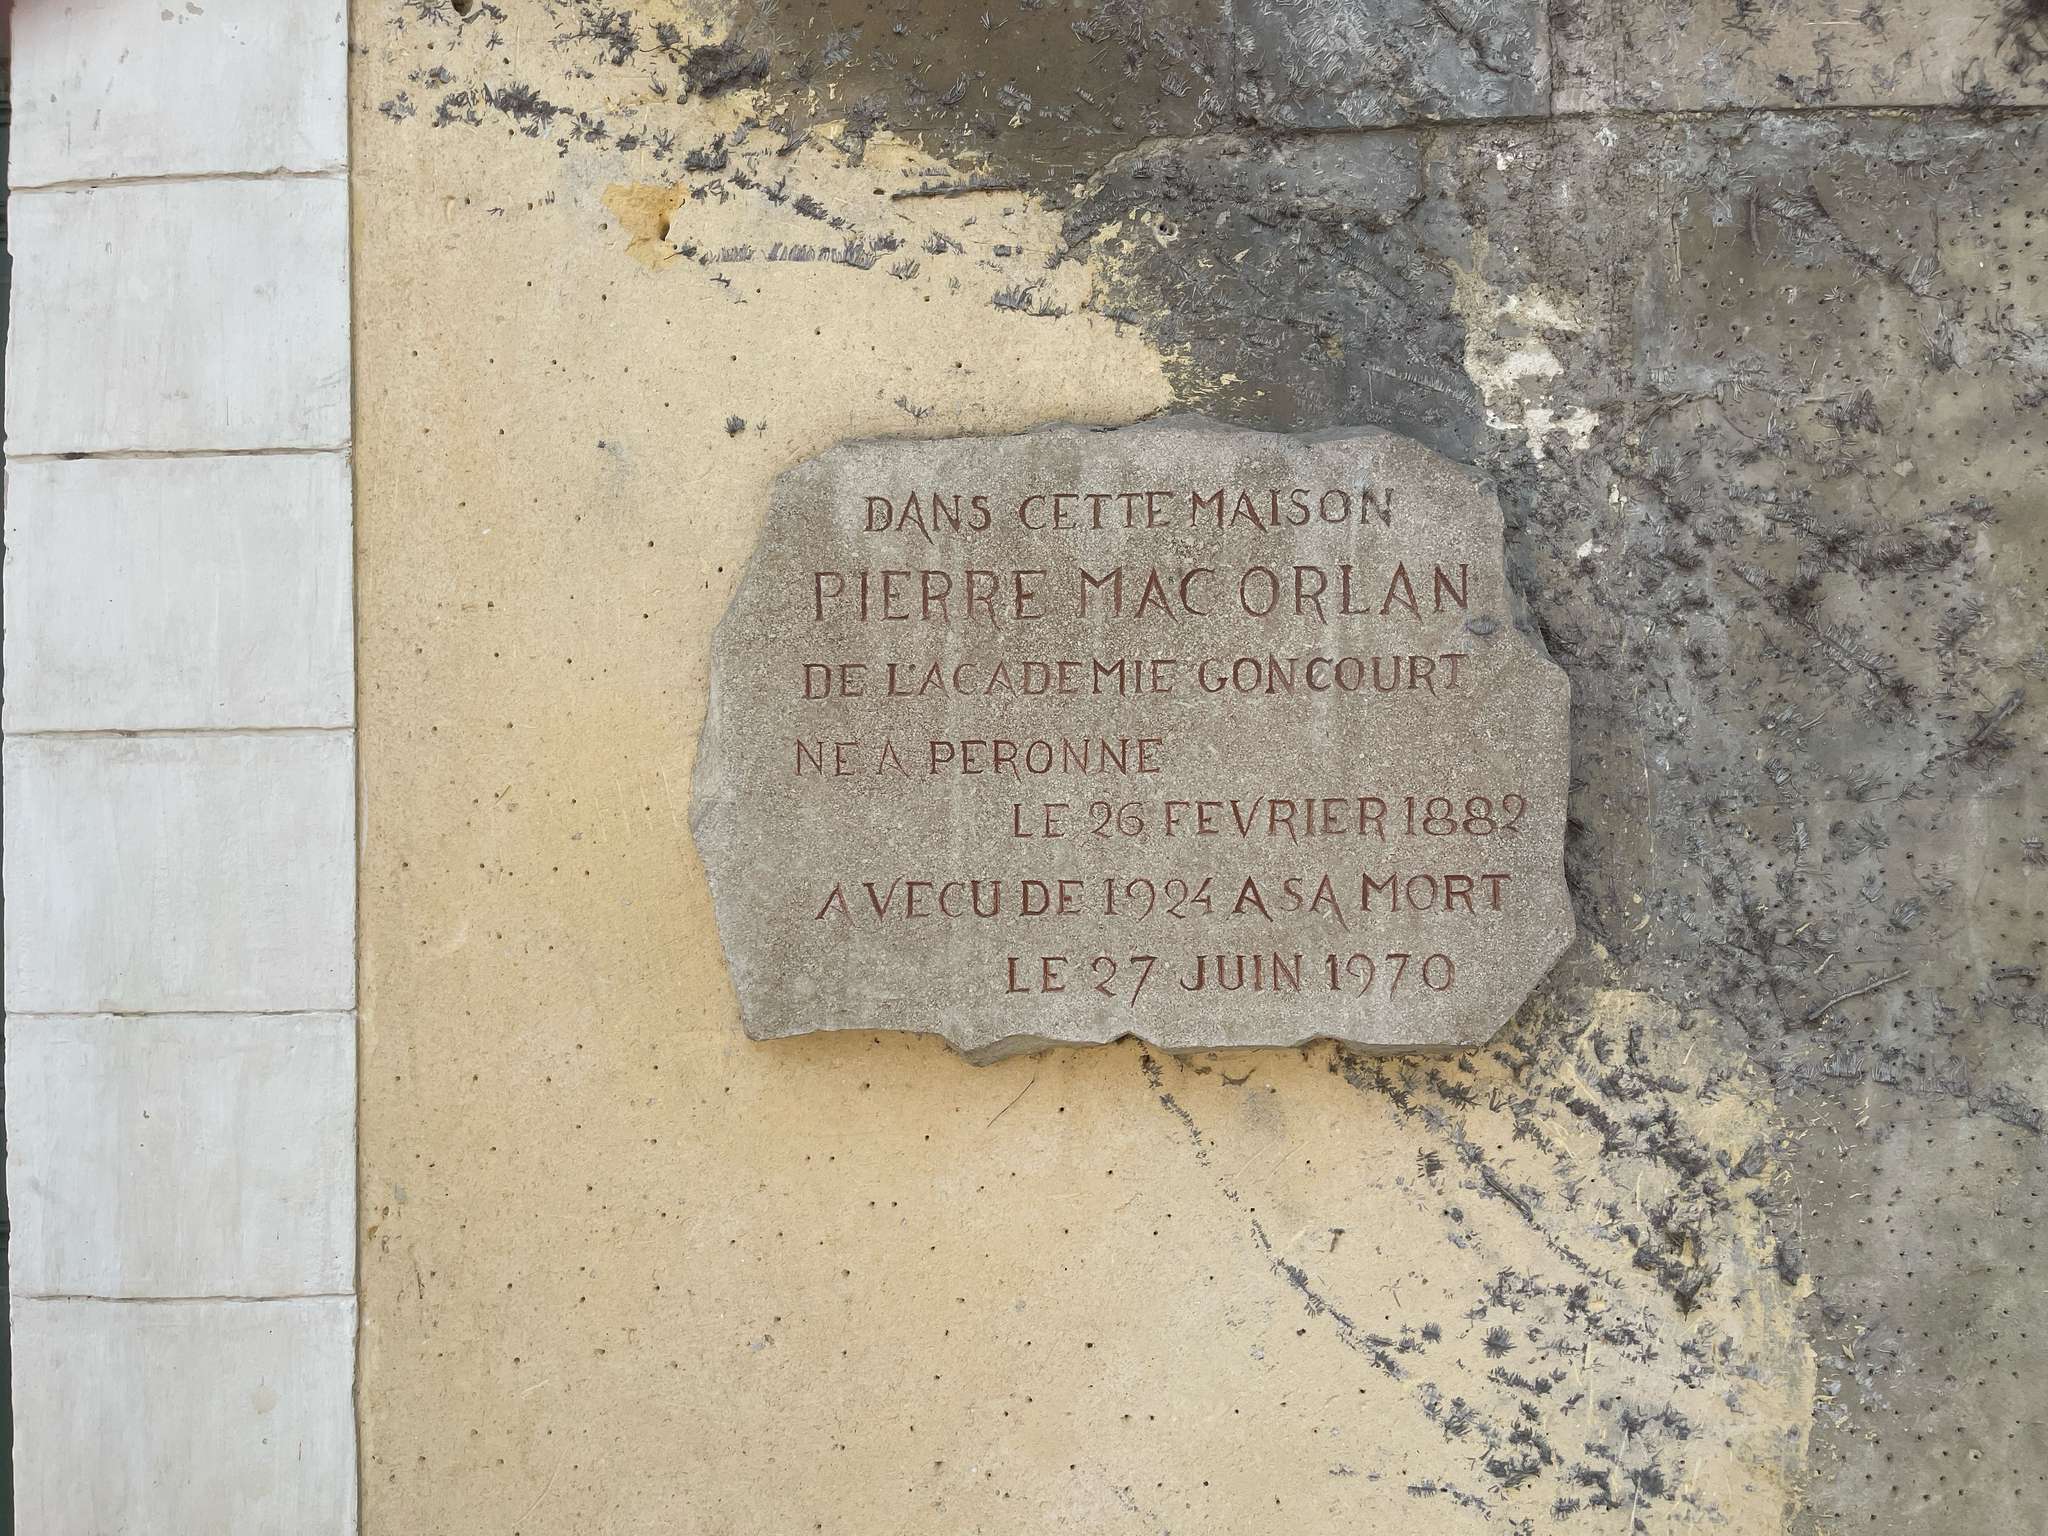 DANS CETTE MAISON
PIERRE MAC ORLAN
DE L'ACADEMIE GONCOURT
NE A PERONNE
LE 26 FEVRIER 1882
A VECU DE 1924 A SA MORT
LE 27 JUIN 1970